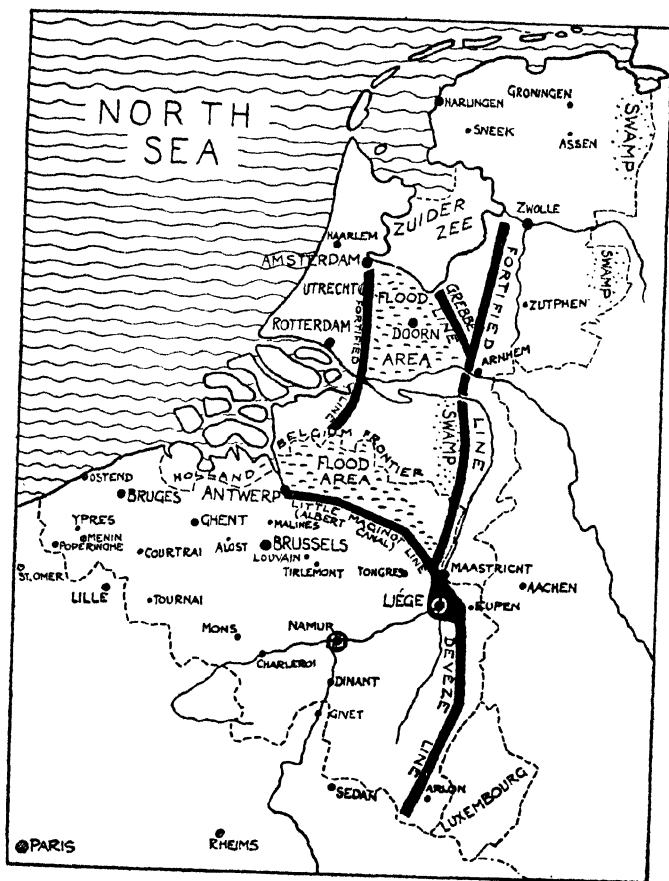 NORTH
SEA
HARLINGEN
GRONINGEN
SNEEK
ASSEN
SWAMP
ZUIDER
ZEE
ZWOLLE
HAARLEM
AMSTERDAM
UTRECHT
FLOOD
AREA
DOORN
GREBBE
LINE
FORTIFIED
LINE
SWAMP
ZUTPHEN
ROTTERDAM
FORTIFIED
LINE
ARNHEM
SWAMP
BELGIUM FRONTIER
HOLLAND
FLOOD
AREA
OSTEND
BRUGES
ANTWERP
LITTLE MAGINOT LINE
(ALBERT CANAL)
YPRES
MENIN
POPERINGHE
GHENT
MALINES
COURTRAI
ALOST
BRUSSELS
LOUVAIN
TIRLEMONT
TONGRES
MAASTRICHT
AACHEN
ST. OMER
LILLE
TOURNAI
LIÉGE
EUPEN
MONS
NAMUR
CHARLEROI
DINANT
GIVET
DEVEZE
LINE
SEDAN
ARLON
LUXEMBOURG
PARIS
RHEIMS